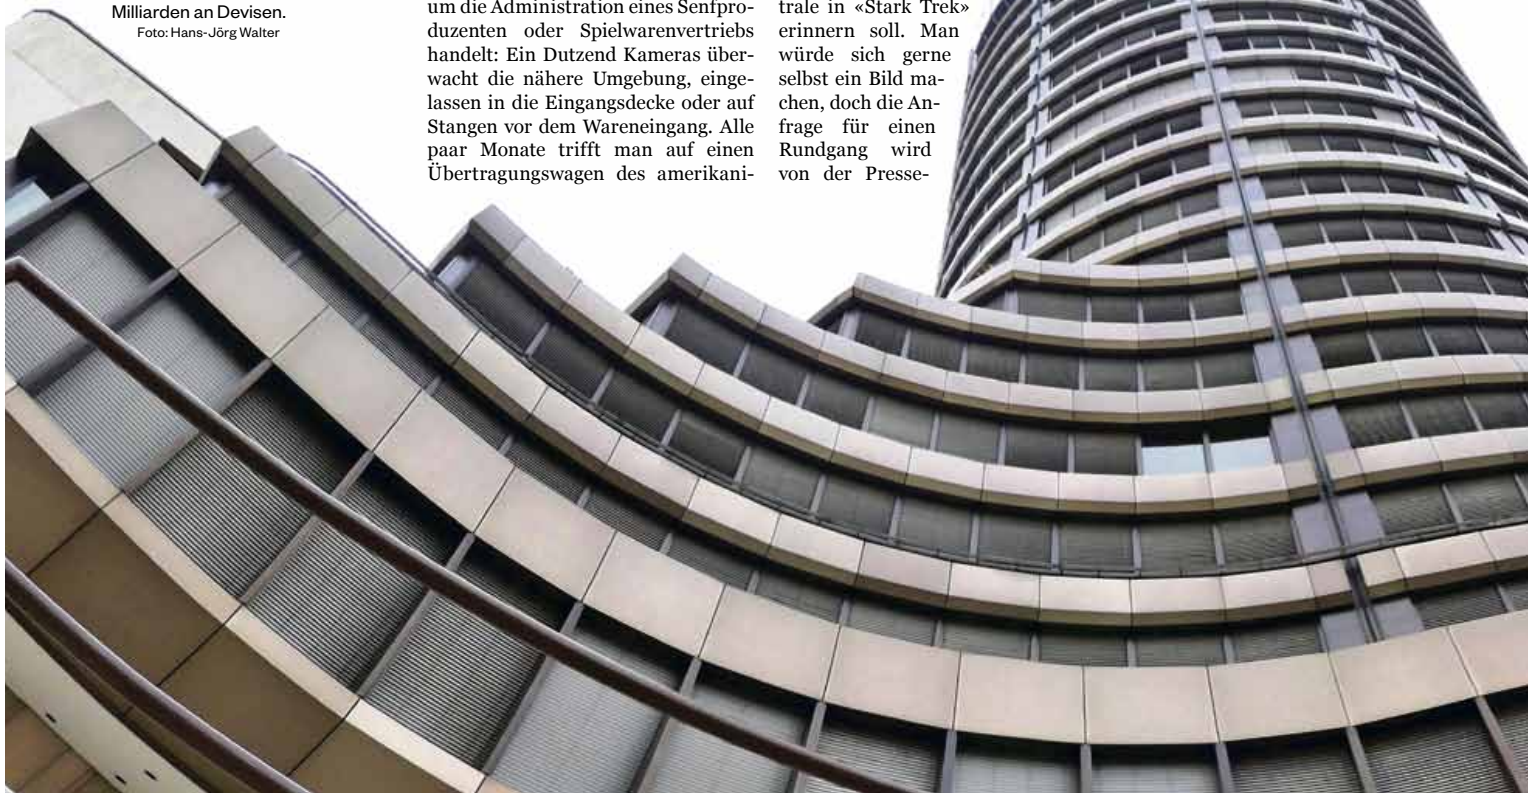 Milliarden an Devisen.
Foto: Hans-Jörg Walter
um die Administration eines Senfpro-
duzenten oder Spielwarenvertriebs
handelt: Ein Dutzend Kameras über-
wacht die nähere Umgebung, einge-
lassen in die Eingangsdecke oder auf
Stangen vor dem Wareneingang. Alle
paar Monate trifft man auf einen
Übertragungswagen des amerikani-
trale in «Stark Trek»
erinnern soll. Man
würde sich gerne
selbst ein Bild ma-
chen, doch die An-
frage für einen
Rundgang wird
von der Presse-